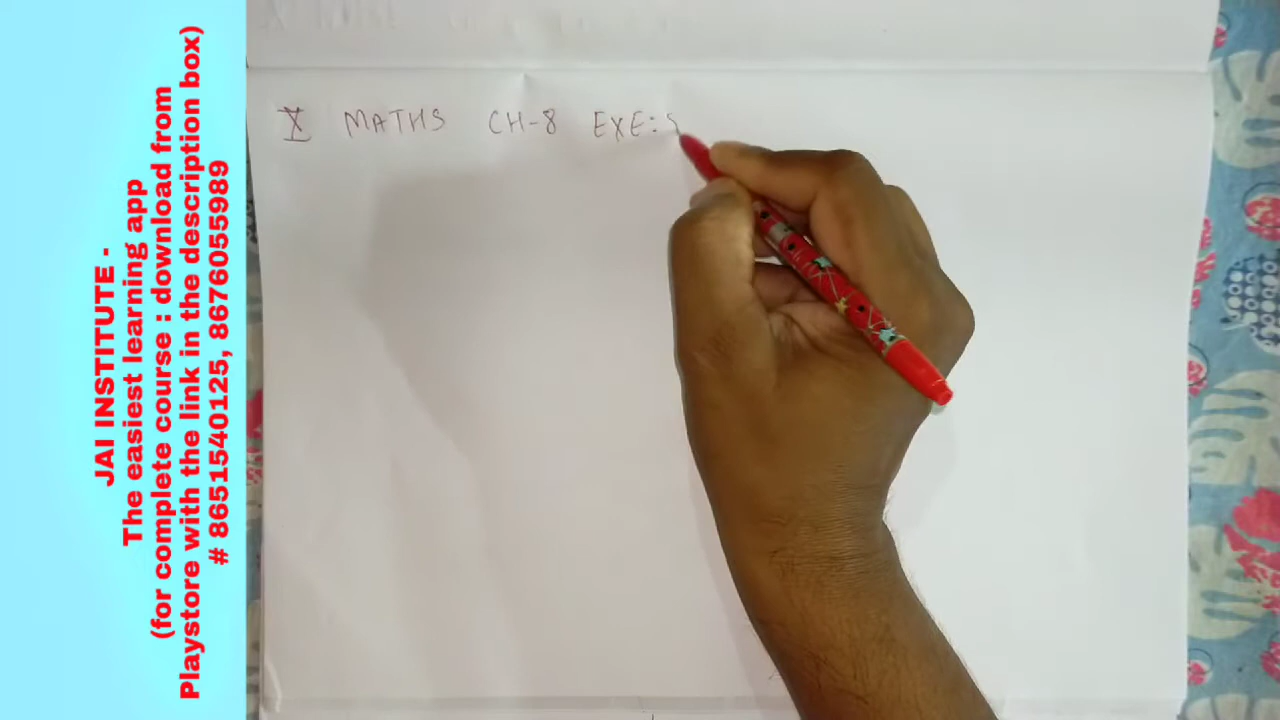 JAI INSTITUTE -
The easiest learning app
(for complete course : download from
Playstore with the link in the description box)
# 8651540125, 8676055989
X MATHS CH-8 EXE: